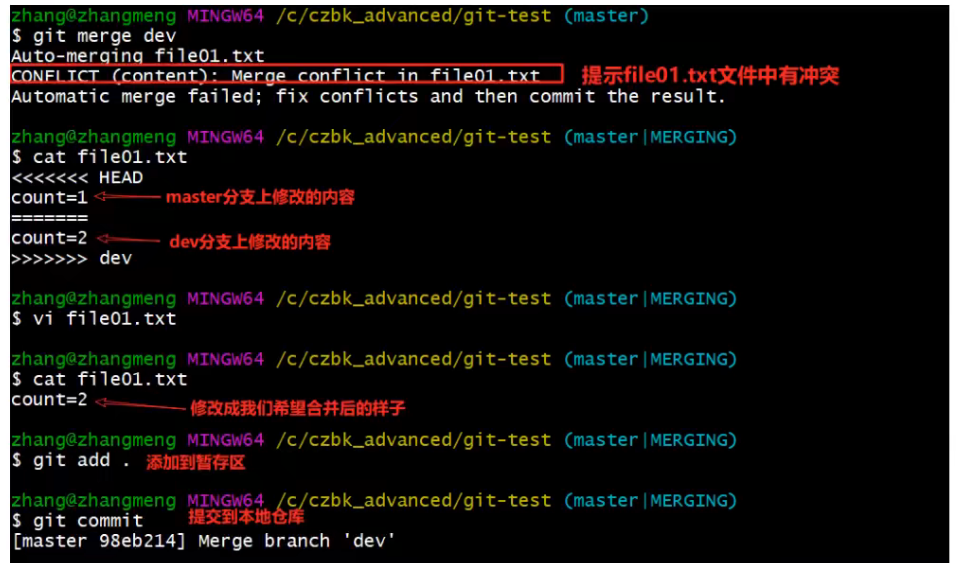 zhang@zhangmeng MINGW64 /c/czbk_advanced/git-test (master)
$ git merge dev
Auto-merging file01.txt
CONFLICT (content): Merge conflict in file01.txt 提示file01.txt文件中有冲突
Automatic merge failed; fix conflicts and then commit the result.
zhang@zhangmeng MINGW64 /c/czbk_advanced/git-test (master|MERGING)
$ cat file01.txt
<<<<<<< HEAD
count=1 master分支上修改的内容
=======
count=2 dev分支上修改的内容
>>>>>>> dev
zhang@zhangmeng MINGW64 /c/czbk_advanced/git-test (master|MERGING)
$ vi file01.txt
zhang@zhangmeng MINGW64 /c/czbk_advanced/git-test (master|MERGING)
$ cat file01.txt
count=2 修改成我们希望合并后的样子
zhang@zhangmeng MINGW64 /c/czbk_advanced/git-test (master|MERGING)
$ git add . 添加到暂存区
zhang@zhangmeng MINGW64 /c/czbk_advanced/git-test (master|MERGING)
$ git commit 提交到本地仓库
[master 98eb214] Merge branch 'dev'